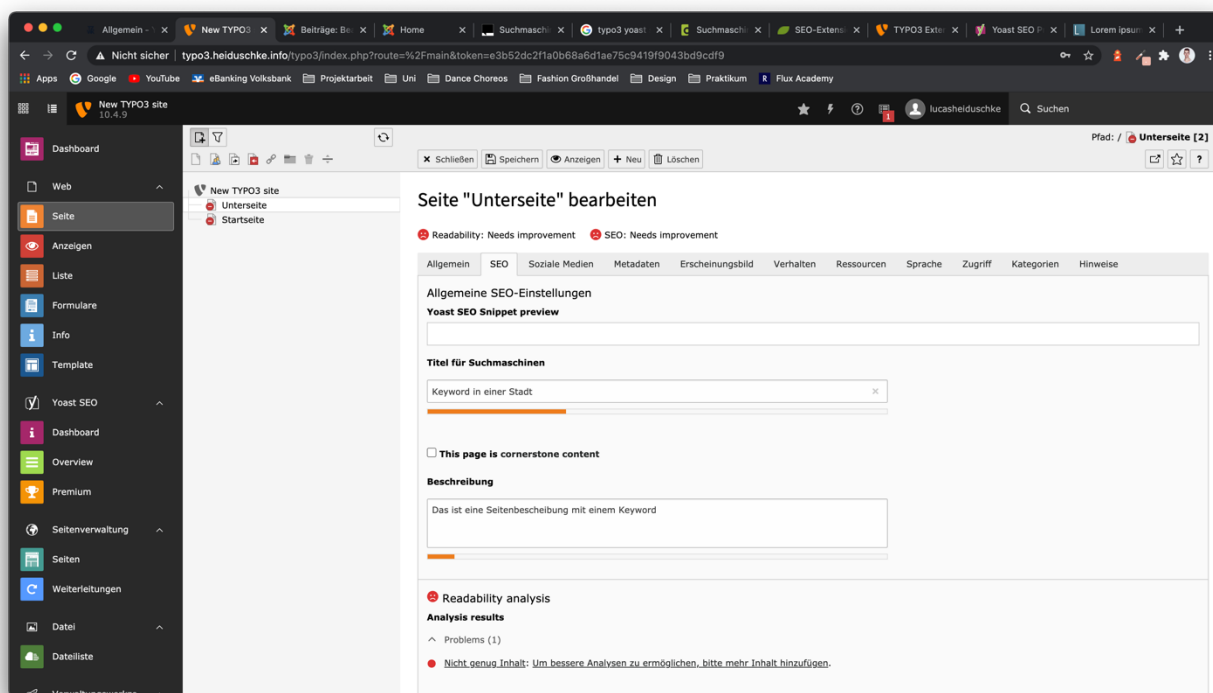 Allgemein -
New TYPO3
Beiträge: Be
Home
Suchmaschi
typo3 yoast
Suchmaschi
SEO-Extensi
TYPO3 Exte
Yoast SEO P
Lorem ipsun
Nicht sicher | typo3.heiduschke.info/typo3/index.php?route=%2Fmain&token=e3b52dc2f1a0b68a6d1ae75c9419f9043bd9cdf9
Apps Google YouTube eBanking Volksbank Projektarbeit Uni Dance Choreos Fashion Großhandel Design Praktikum Flux Academy
New TYPO3 site
10.4.9
1
lucasheiduschke
Suchen
Dashboard
Web
Seite
Anzeigen
Liste
Formulare
Info
Template
Yoast SEO
Dashboard
Overview
Premium
Seitenverwaltung
Seiten
Weiterleitungen
Datei
Dateiliste
New TYPO3 site
Unterseite
Startseite
Pfad: / Unterseite [2]
Schließen Speichern Anzeigen Neu Löschen
Seite "Unterseite" bearbeiten
Readability: Needs improvement SEO: Needs improvement
Allgemein SEO Soziale Medien Metadaten Erscheinungsbild Verhalten Ressourcen Sprache Zugriff Kategorien Hinweise
Allgemeine SEO-Einstellungen
Yoast SEO Snippet preview
Titel für Suchmaschinen
Keyword in einer Stadt
This page is cornerstone content
Beschreibung
Das ist eine Seitenbescheibung mit einem Keyword
Readability analysis
Analysis results
Problems (1)
Nicht genug Inhalt: Um bessere Analysen zu ermöglichen, bitte mehr Inhalt hinzufügen.